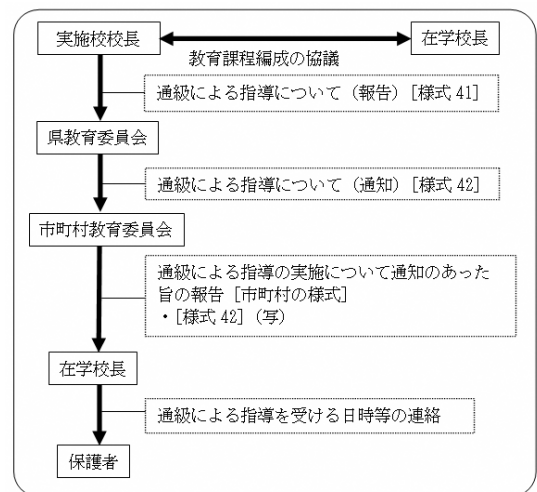 実施校校長
在学校長
教育課程編成の協議
通級による指導について（報告）［様式 41］
県教育委員会
通級による指導について（通知）［様式 42］
市町村教育委員会
通級による指導の実施について通知のあった
旨の報告［市町村の様式］
・［様式 42］（写）
在学校長
通級による指導を受ける日時等の連絡
保護者